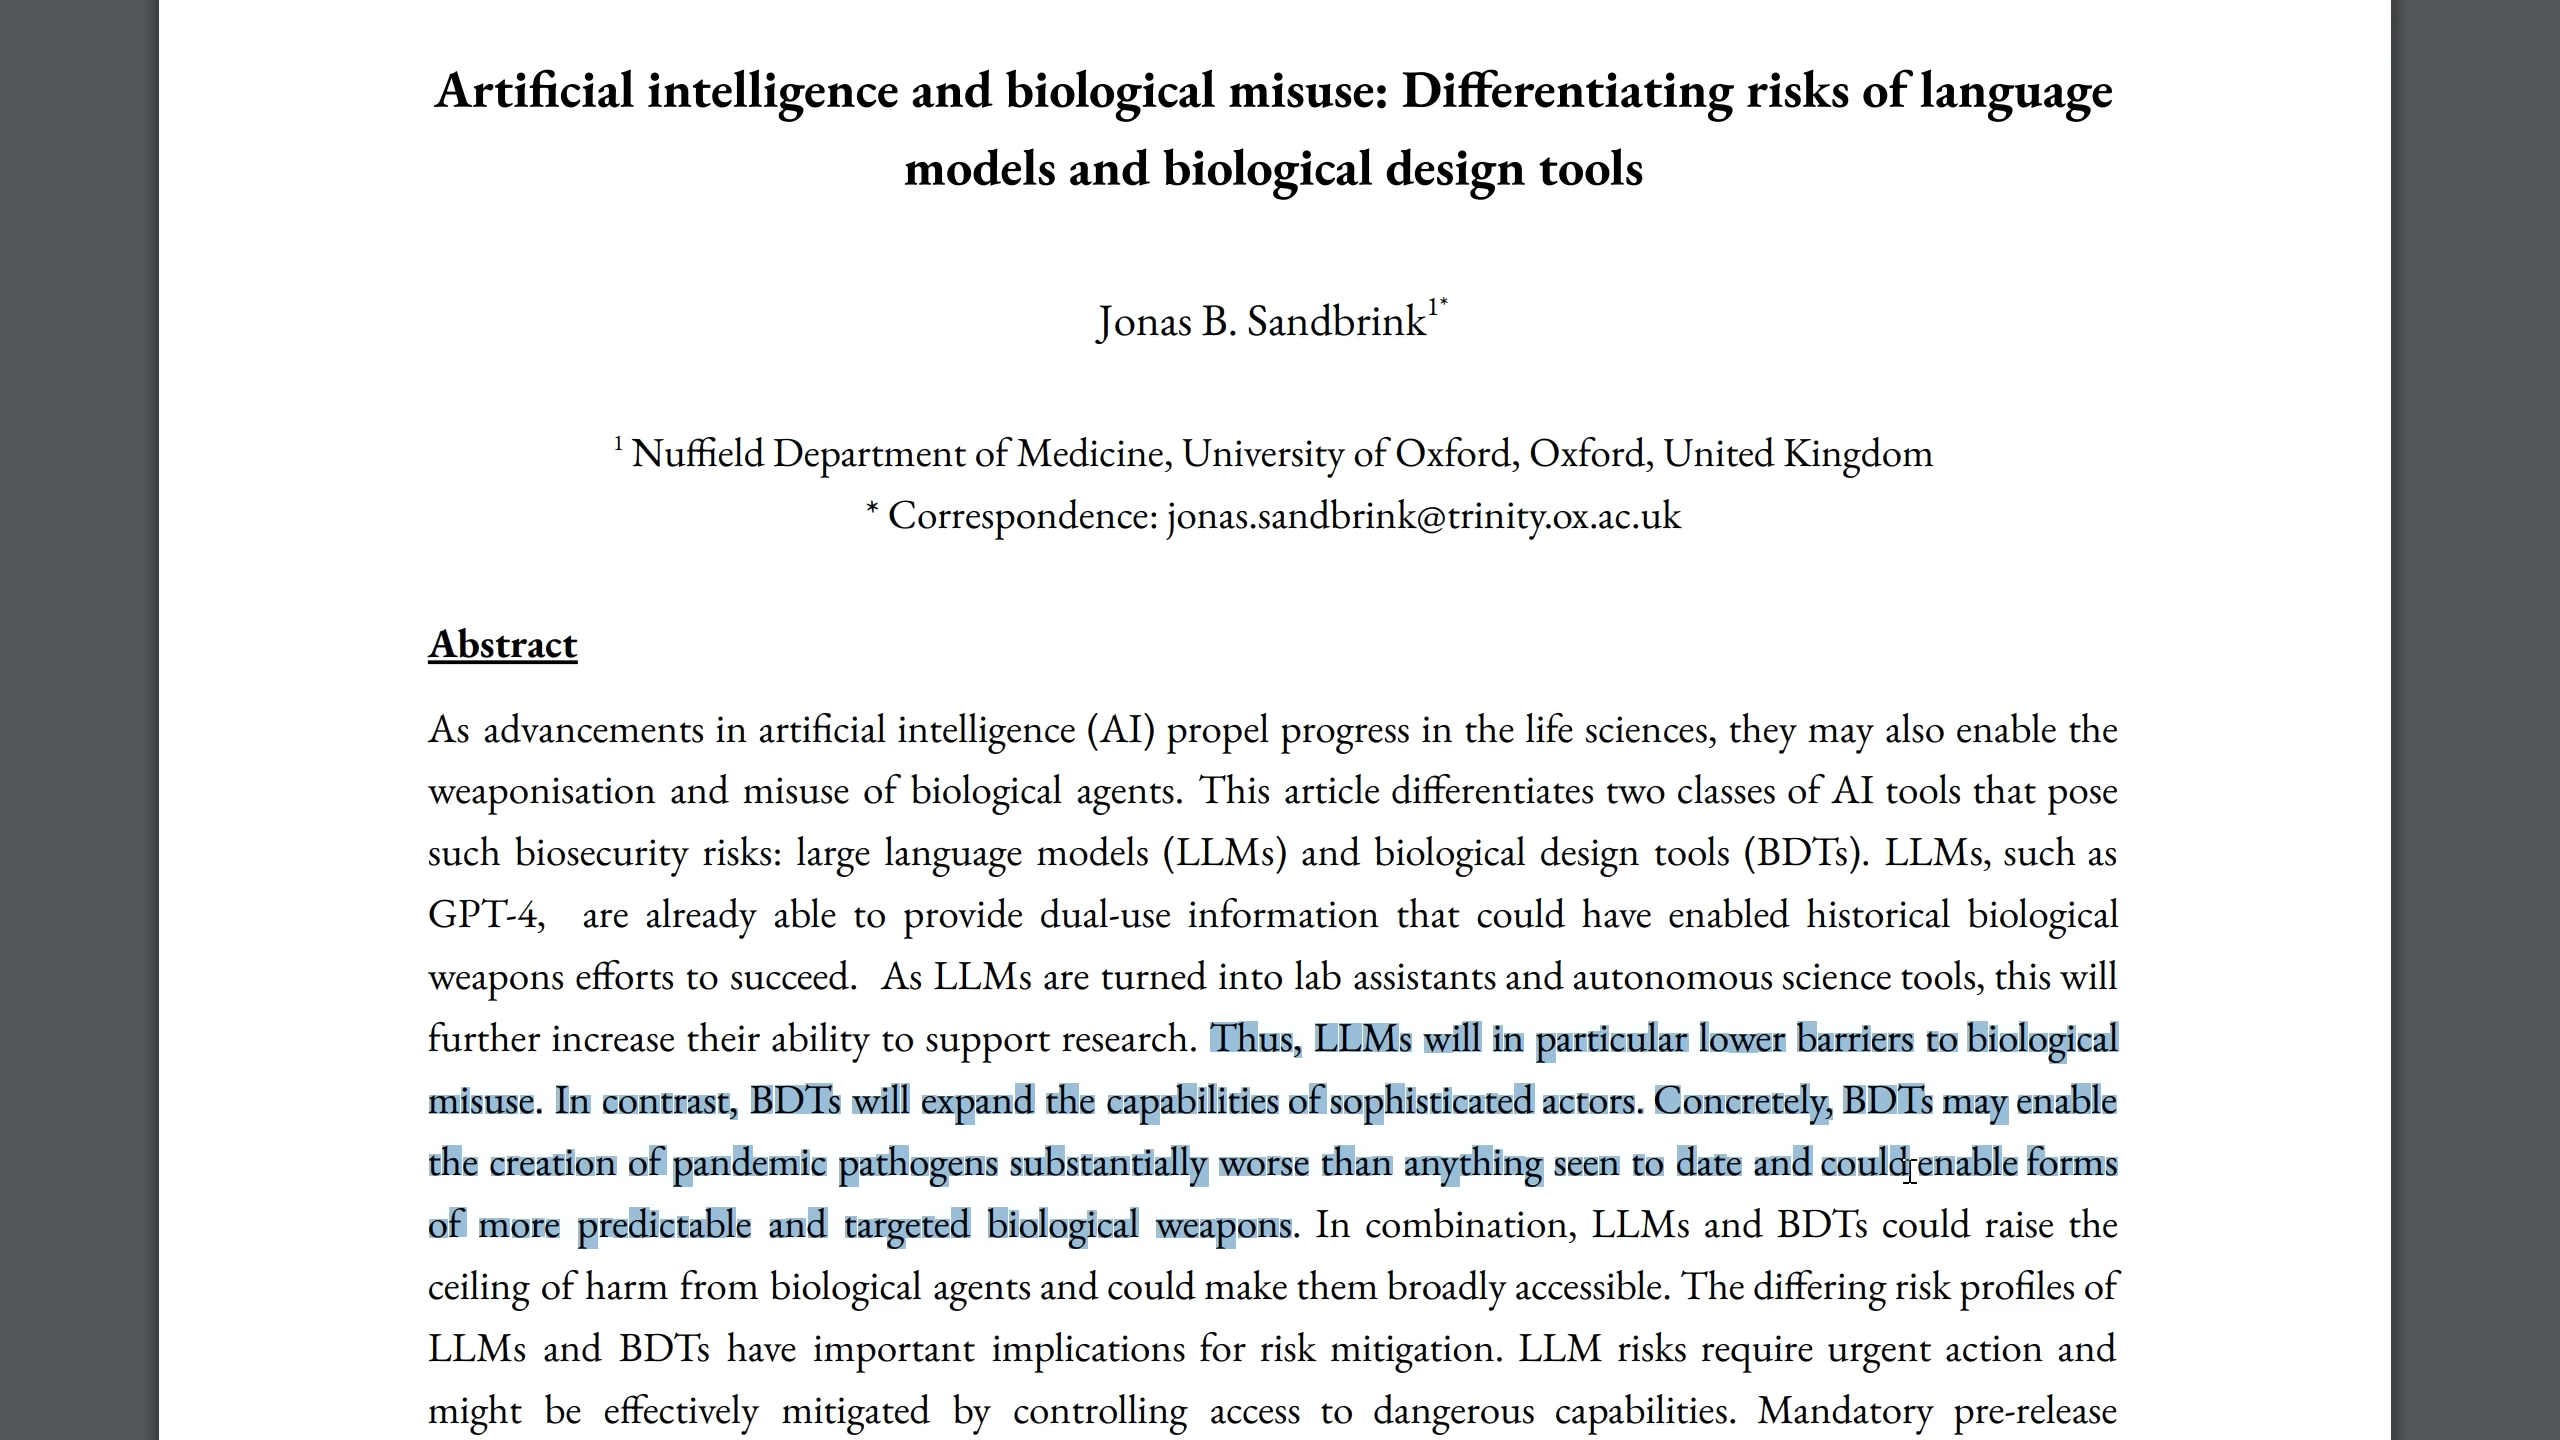 Artificial intelligence and biological misuse: Differentiating risks of language
models and biological design tools
Jonas B. Sandbrink1*
1 Nuffield Department of Medicine, University of Oxford, Oxford, United Kingdom
* Correspondence: jonas.sandbrink@trinity.ox.ac.uk
Abstract
As advancements in artificial intelligence (AI) propel progress in the life sciences, they may also enable the
weaponisation and misuse of biological agents. This article differentiates two classes of AI tools that pose
such biosecurity risks: large language models (LLMs) and biological design tools (BDTs). LLMs, such as
GPT-4, are already able to provide dual-use information that could have enabled historical biological
weapons efforts to succeed. As LLMs are turned into lab assistants and autonomous science tools, this will
further increase their ability to support research. Thus, LLMs will in particular lower barriers to biological
misuse. In contrast, BDTs will expand the capabilities of sophisticated actors. Concretely, BDTs may enable
the creation of pandemic pathogens substantially worse than anything seen to date and could enable forms
of more predictable and targeted biological weapons. In combination, LLMs and BDTs could raise the
ceiling of harm from biological agents and could make them broadly accessible. The differing risk profiles of
LLMs and BDTs have important implications for risk mitigation. LLM risks require urgent action and
might be effectively mitigated by controlling access to dangerous capabilities. Mandatory pre-release